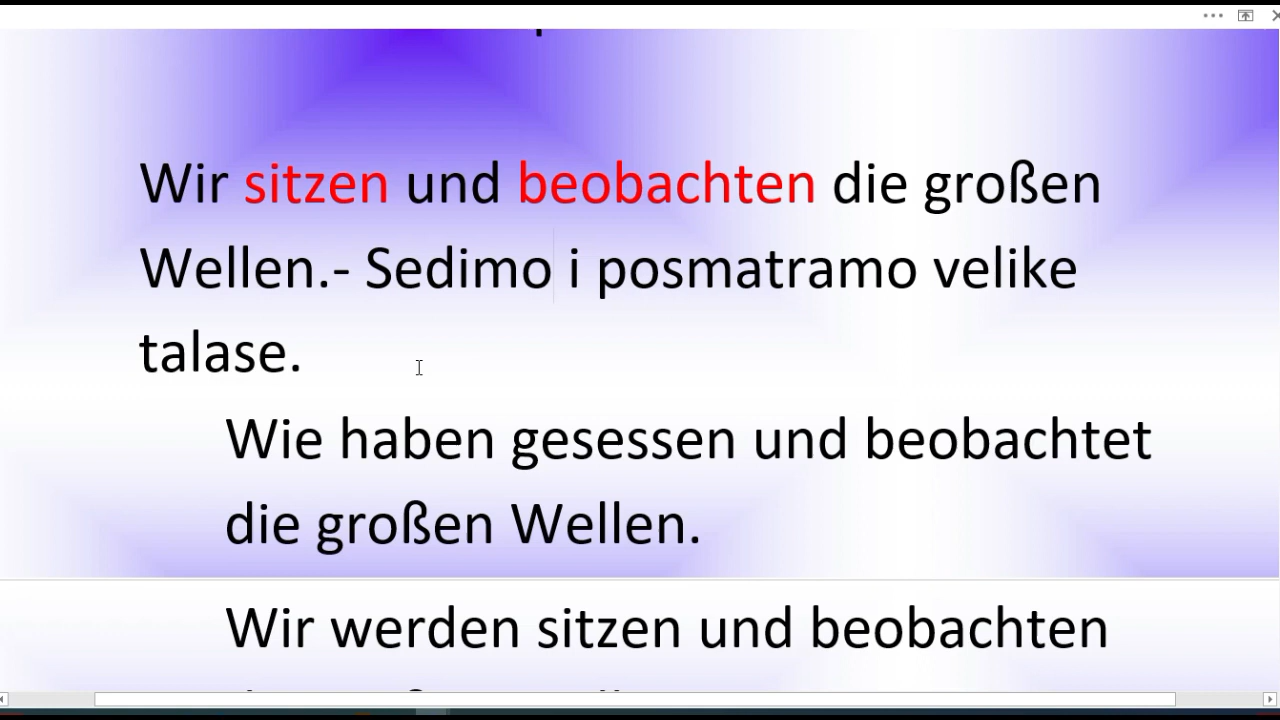 Wir sitzen und beobachten die großen
Wellen.- Sedimo i posmatramo velike
talase.
Wie haben gesessen und beobachtet
die großen Wellen.
Wir werden sitzen und beobachten